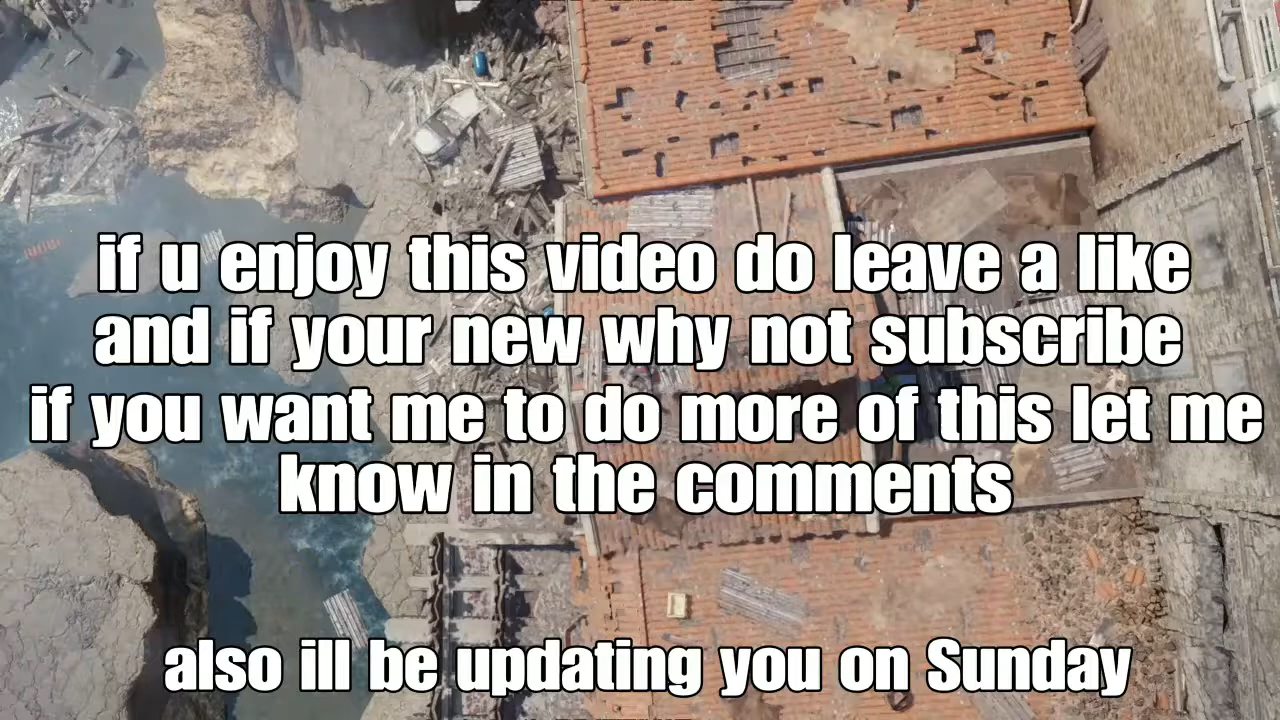 if u enjoy this video do leave a like
and if your new why not subscribe
if you want me to do more of this let me
know in the comments
also ill be updating you on Sunday